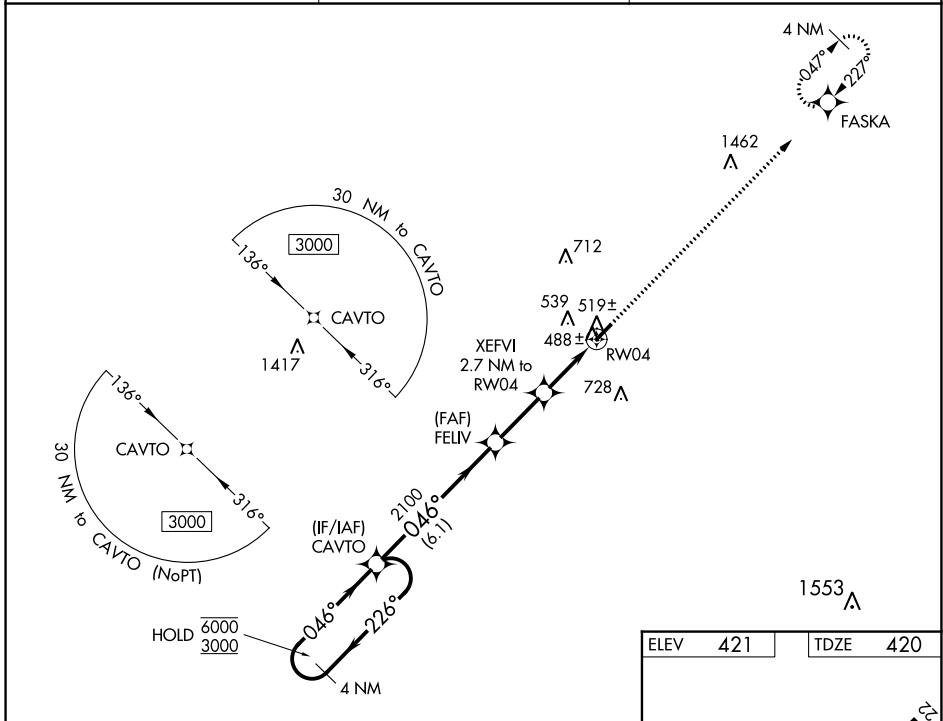 4 NM
047°
227°
FASKA
1462
30 NM to CAVTO
3000
136°
CAVTO
316°
1417
712
539
519±
488±
RW04
XEFVI
2.7 NM to
RW04
728
(FAF)
FELIV
136°
CAVTO
316°
3000
30 NM to CAVTO (NoPT)
2100
046°
(6.1)
(IF/IAF)
CAVTO
046°
226°
HOLD 6000
3000
4 NM
1553
ELEV 421
TDZE 420
22